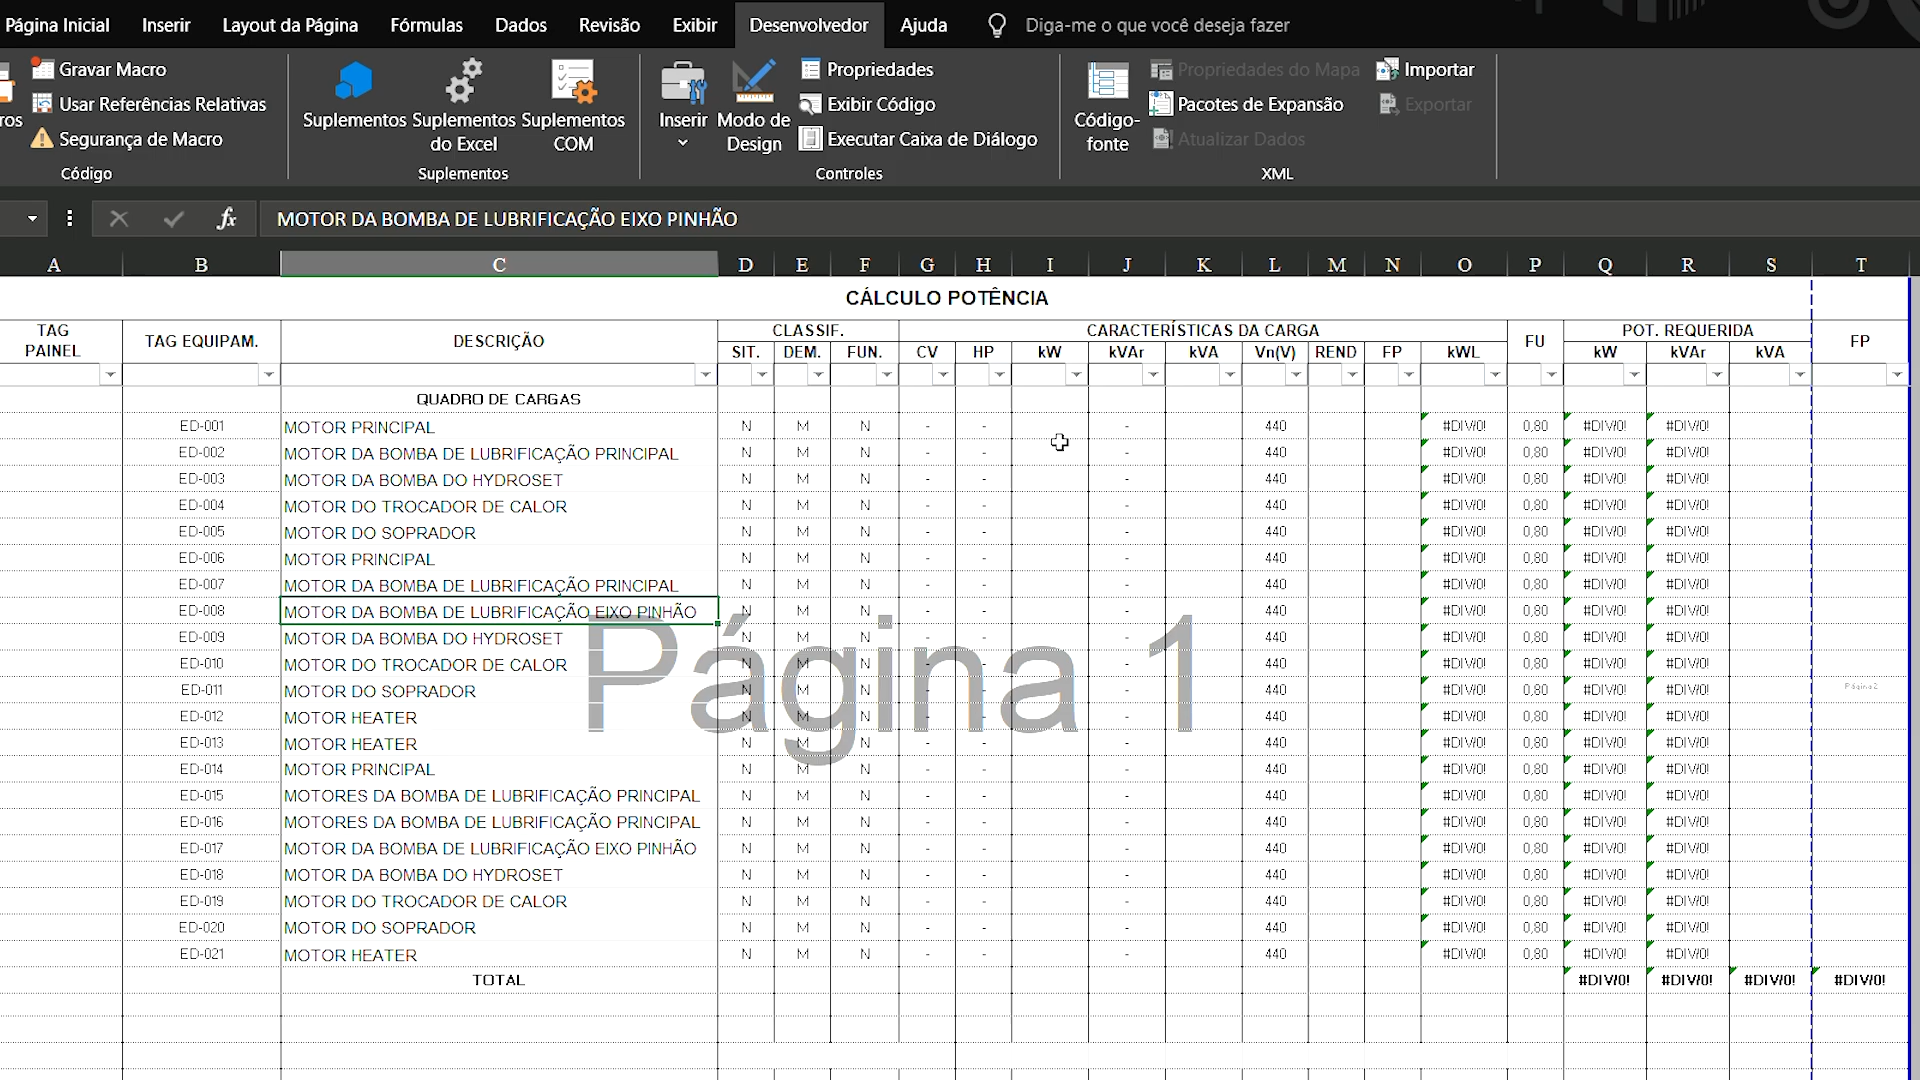 Página Inicial Inserir Layout da Página Fórmulas Dados Revisão Exibir Desenvolvedor Ajuda Diga-me o que você deseja fazer
Gravar Macro
Usar Referências Relativas
Segurança de Macro
ros
Código
Suplementos
Suplementos do Excel
Suplementos COM
Suplementos
Inserir
Modo de Design
Propriedades
Exibir Código
Executar Caixa de Diálogo
Controles
Código-fonte
Propriedades do Mapa
Pacotes de Expansão
Atualizar Dados
Importar
Exportar
XML
fx MOTOR DA BOMBA DE LUBRIFICAÇÃO EIXO PINHÃO
A B C D E F G H I J K L M N O P Q R S T
CÁLCULO POTÊNCIA
TAG PAINEL TAG EQUIPAM. DESCRIÇÃO CLASSIF. CARACTERÍSTICAS DA CARGA FU POT. REQUERIDA FP
SIT. DEM. FUN. CV HP kW kVAr kVA Vn(V) REND FP kWL kW kVAr kVA
QUADRO DE CARGAS
ED-001 MOTOR PRINCIPAL N M N - - - 440 #DIV/0! 0,80 #DIV/0! #DIV/0!
ED-002 MOTOR DA BOMBA DE LUBRIFICAÇÃO PRINCIPAL N M N - - - 440 #DIV/0! 0,80 #DIV/0! #DIV/0!
ED-003 MOTOR DA BOMBA DO HYDROSET N M N - - - 440 #DIV/0! 0,80 #DIV/0! #DIV/0!
ED-004 MOTOR DO TROCADOR DE CALOR N M N - - - 440 #DIV/0! 0,80 #DIV/0! #DIV/0!
ED-005 MOTOR DO SOPRADOR N M N - - - 440 #DIV/0! 0,80 #DIV/0! #DIV/0!
ED-006 MOTOR PRINCIPAL N M N - - - 440 #DIV/0! 0,80 #DIV/0! #DIV/0!
ED-007 MOTOR DA BOMBA DE LUBRIFICAÇÃO PRINCIPAL N M N - - - 440 #DIV/0! 0,80 #DIV/0! #DIV/0!
ED-008 MOTOR DA BOMBA DE LUBRIFICAÇÃO EIXO PINHÃO N M N - - - 440 #DIV/0! 0,80 #DIV/0! #DIV/0!
ED-009 MOTOR DA BOMBA DO HYDROSET N M N - - - 440 #DIV/0! 0,80 #DIV/0! #DIV/0!
ED-010 MOTOR DO TROCADOR DE CALOR N M N - - - 440 #DIV/0! 0,80 #DIV/0! #DIV/0!
ED-011 MOTOR DO SOPRADOR N M N - - - 440 #DIV/0! 0,80 #DIV/0! #DIV/0!
Página 1
Página 2
ED-012 MOTOR HEATER N M N - - - 440 #DIV/0! 0,80 #DIV/0! #DIV/0!
ED-013 MOTOR HEATER N M N - - - 440 #DIV/0! 0,80 #DIV/0! #DIV/0!
ED-014 MOTOR PRINCIPAL N M N - - - 440 #DIV/0! 0,80 #DIV/0! #DIV/0!
ED-015 MOTORES DA BOMBA DE LUBRIFICAÇÃO PRINCIPAL N M N - - - 440 #DIV/0! 0,80 #DIV/0! #DIV/0!
ED-016 MOTORES DA BOMBA DE LUBRIFICAÇÃO PRINCIPAL N M N - - - 440 #DIV/0! 0,80 #DIV/0! #DIV/0!
ED-017 MOTOR DA BOMBA DE LUBRIFICAÇÃO EIXO PINHÃO N M N - - - 440 #DIV/0! 0,80 #DIV/0! #DIV/0!
ED-018 MOTOR DA BOMBA DO HYDROSET N M N - - - 440 #DIV/0! 0,80 #DIV/0! #DIV/0!
ED-019 MOTOR DO TROCADOR DE CALOR N M N - - - 440 #DIV/0! 0,80 #DIV/0! #DIV/0!
ED-020 MOTOR DO SOPRADOR N M N - - - 440 #DIV/0! 0,80 #DIV/0! #DIV/0!
ED-021 MOTOR HEATER N M N - - - 440 #DIV/0! 0,80 #DIV/0! #DIV/0!
TOTAL #DIV/0! #DIV/0! #DIV/0! #DIV/0!